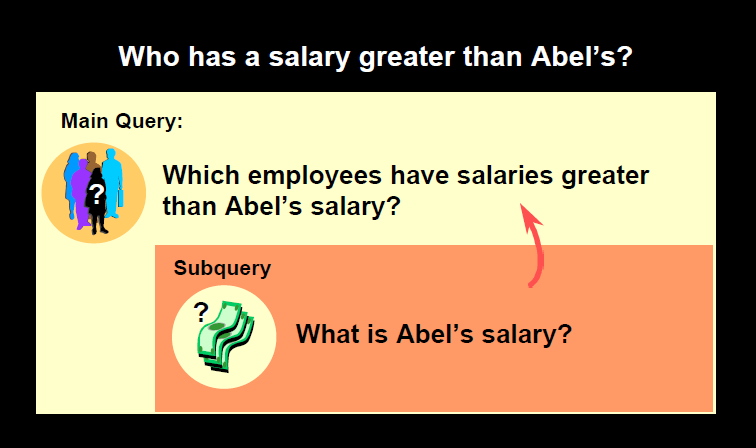 Who has a salary greater than Abel’s?
Main Query:
?
Which employees have salaries greater
than Abel’s salary?
Subquery
?
What is Abel’s salary?